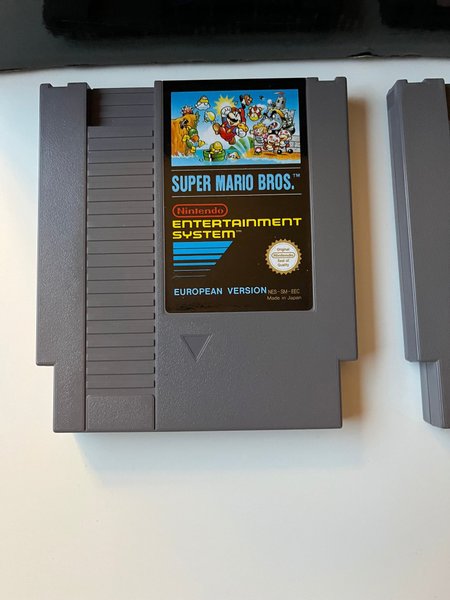 SUPER MARIO BROS.™
Nintendo
ENTERTAINMENT
SYSTEM™
Original
Nintendo
Seal of
Quality
EUROPEAN VERSION NES-SM-EEC
Made in Japan